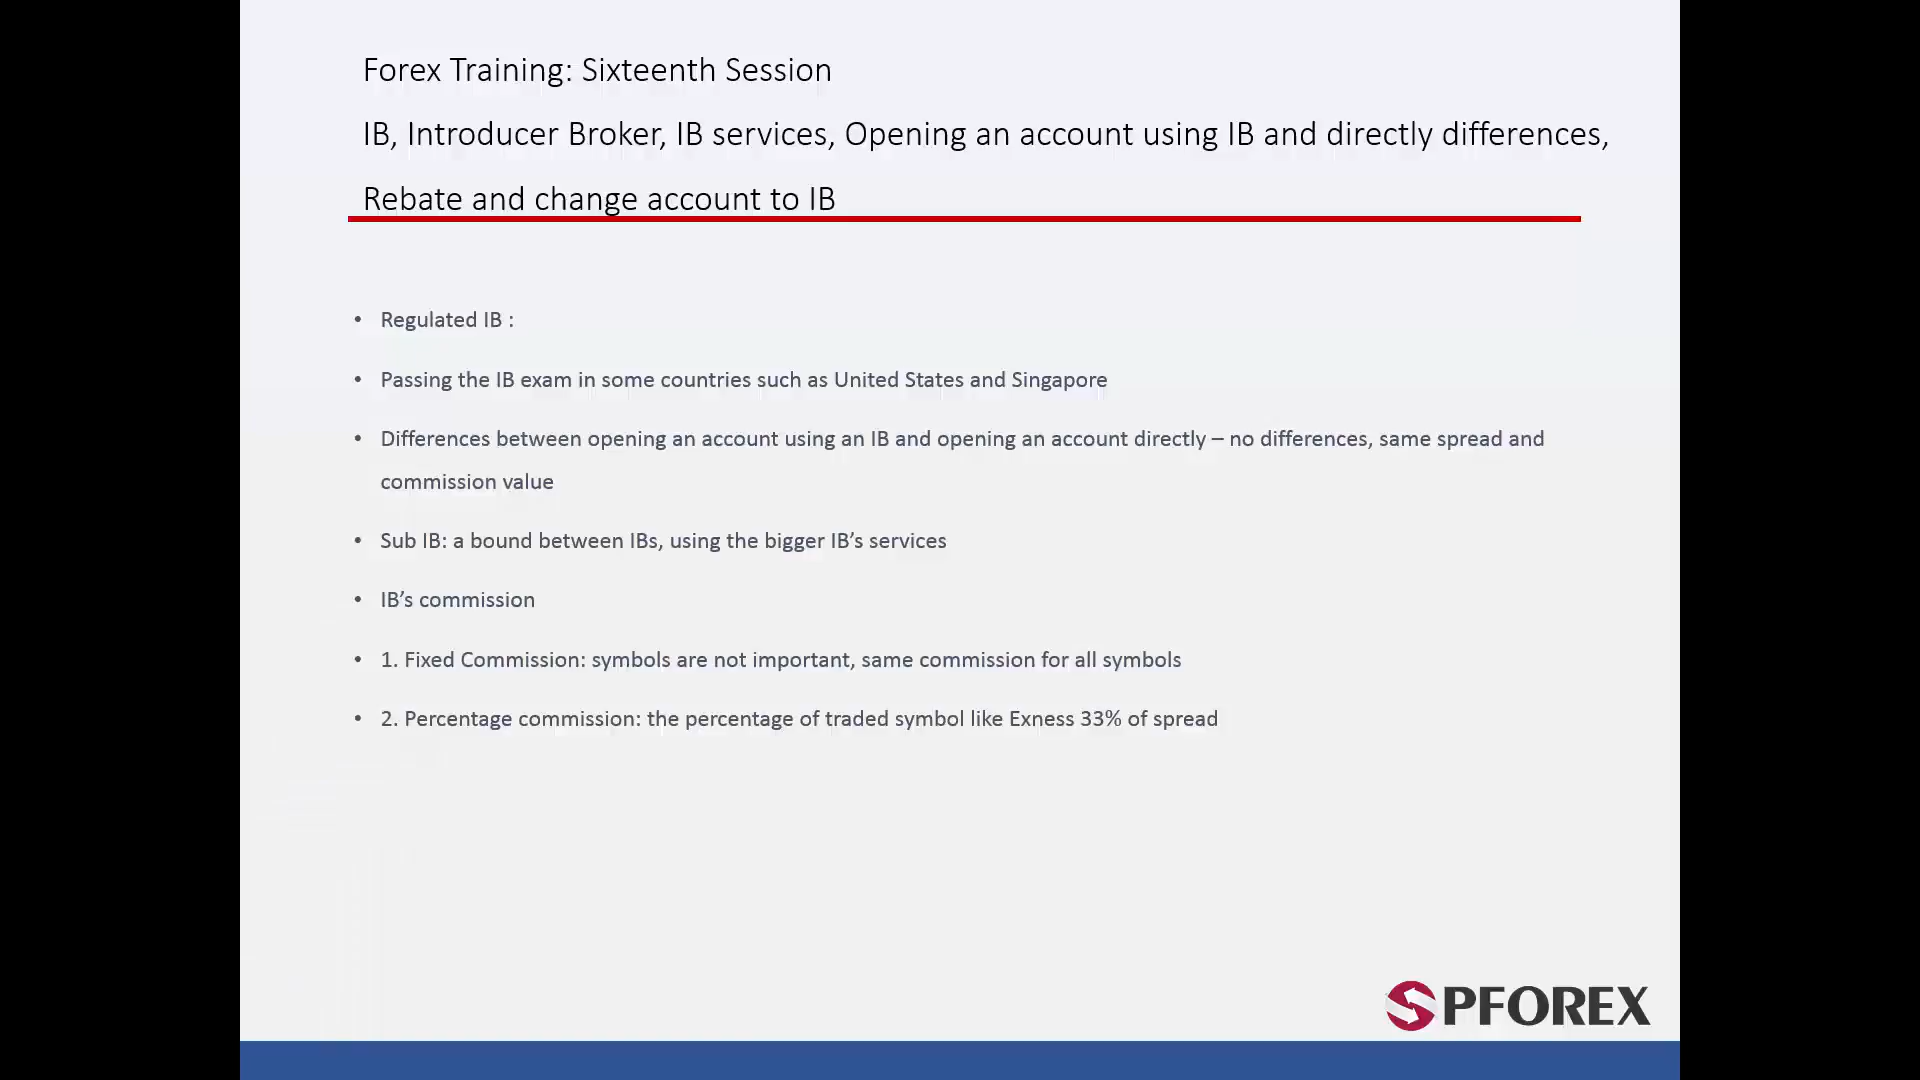 Forex Training: Sixteenth Session
IB, Introducer Broker, IB services, Opening an account using IB and directly differences,
Rebate and change account to IB
• Regulated IB :
• Passing the IB exam in some countries such as United States and Singapore
• Differences between opening an account using an IB and opening an account directly – no differences, same spread and
commission value
• Sub IB: a bound between IBs, using the bigger IB’s services
• IB’s commission
• 1. Fixed Commission: symbols are not important, same commission for all symbols
• 2. Percentage commission: the percentage of traded symbol like Exness 33% of spread
PFOREX